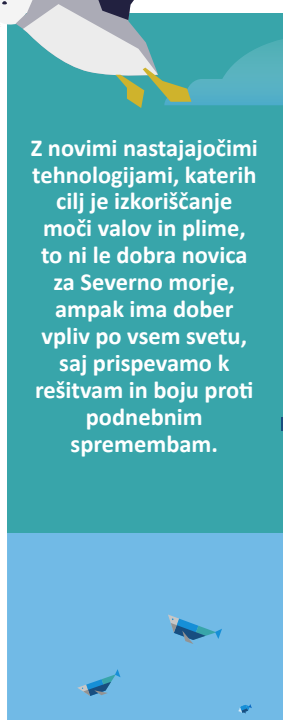 Z novimi nastajajočimi
tehnologijami, katerih
cilj je izkoriščanje
moči valov in plime,
to ni le dobra novica
za Severno morje,
ampak ima dober
vpliv po vsem svetu,
saj prispevamo k
rešitvam in boju proti
podnebnim
spremembam.